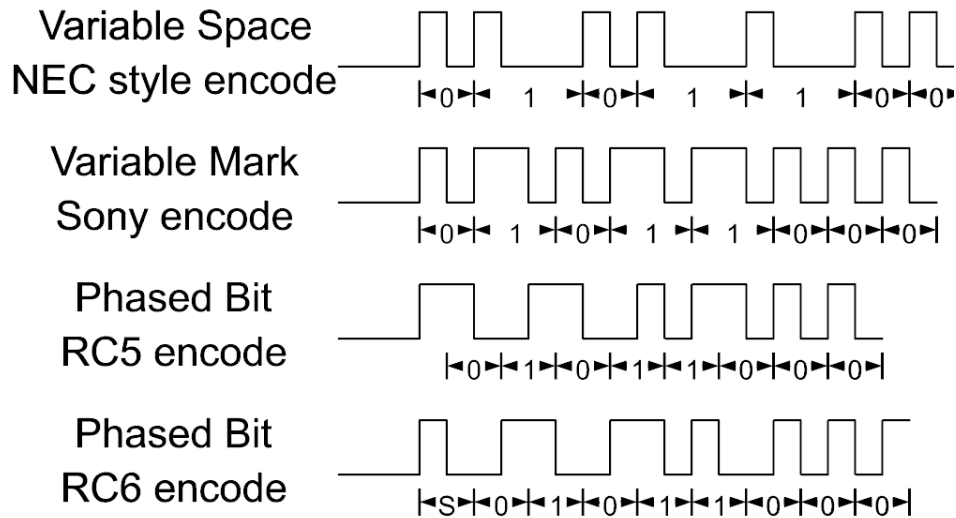 Variable Space
NEC style encode
0 1 0 1 1 0 0
Variable Mark
Sony encode
0 1 0 1 1 0 0 0
Phased Bit
RC5 encode
0 1 0 1 1 0 0 0
Phased Bit
RC6 encode
S 0 1 0 1 1 0 0 0